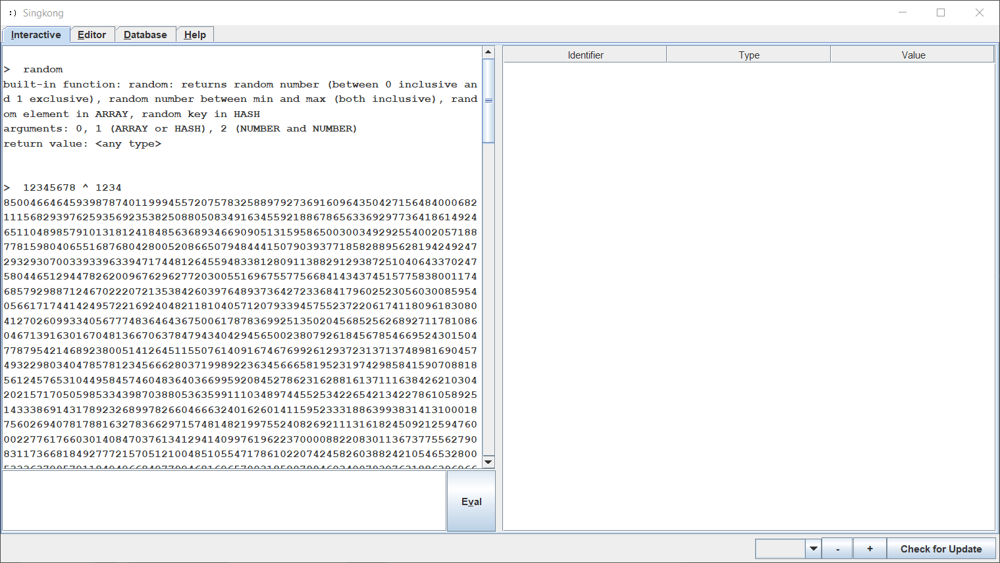 :) Singkong
Interactive Editor Database Help
> random
built-in function: random: returns random number (between 0 inclusive an
d 1 exclusive), random number between min and max (both inclusive), rand
om element in ARRAY, random key in HASH
arguments: 0, 1 (ARRAY or HASH), 2 (NUMBER and NUMBER)
return value: <any type>
> 12345678 ^ 1234
850046646459398787401199945572075783258897927369160964350427156484000682
111568293976259356923538250880508349163455921886786563369297736418614924
651104898579101318124184856368934669090513159586500300349292554002057188
778159804065516876804280052086650794844415079039377185828895628194249247
293293070033933963394717448126455948338128091138829129387251040643370247
580446512944782620096762962772030055169675577566841434374515775838001174
685792988712467022207213538426039764893736427233684179602523056030085954
056617174414249572216924048211810405712079339457552372206174118096183080
412702609933405677748364643675006178783699251350204568525626892711781086
046713916301670481366706378479434042945650023807926184567854669524301504
778795421468923800514126451155076140916746769926129372313713748981690457
493229803404785781234566628037199892236345666581952319742985841590708818
561245765310449584574604836403669959208452786231628816137111638426210304
202157170505985334398703880536359911103489744552534226542134227861058925
143338691431789232689978266046663240162601411595233318863993831413100018
756026940781788163278366297157481482199755240826921113161824509212594760
002277617660301408470376134129414099761962237000088220830113673775562790
831173668184927772157051210048510554717861022074245826038824210546532800
Eval
Identifier Type Value
- + Check for Update